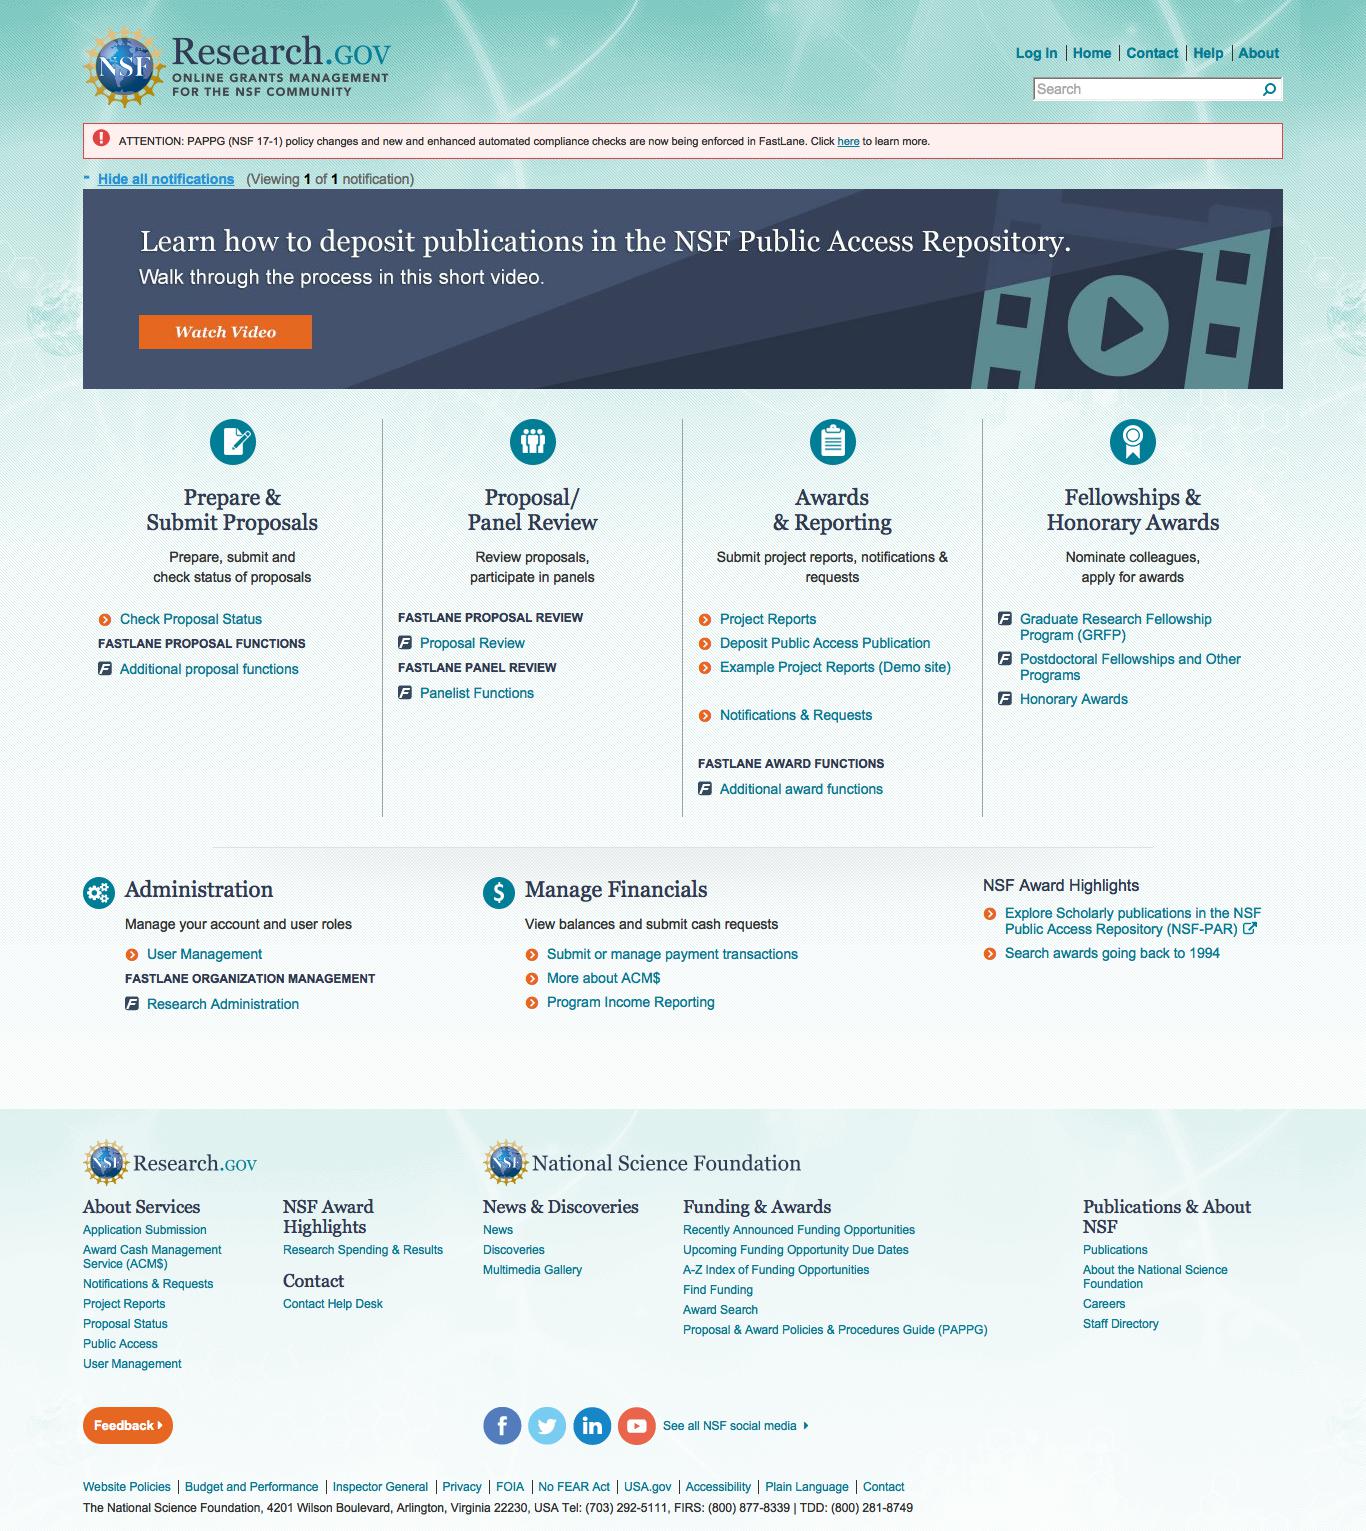 NSF
Research.GOV
ONLINE GRANTS MANAGEMENT
FOR THE NSF COMMUNITY
Log In | Home | Contact | Help | About
Search
ATTENTION: PAPPG (NSF 17-1) policy changes and new and enhanced automated compliance checks are now being enforced in FastLane. Click here to learn more.
- Hide all notifications (Viewing 1 of 1 notification)
Learn how to deposit publications in the NSF Public Access Repository.
Walk through the process in this short video.
Watch Video
Prepare &
Submit Proposals
Prepare, submit and
check status of proposals
Check Proposal Status
FASTLANE PROPOSAL FUNCTIONS
F Additional proposal functions
Proposal/
Panel Review
Review proposals,
participate in panels
FASTLANE PROPOSAL REVIEW
F Proposal Review
FASTLANE PANEL REVIEW
F Panelist Functions
Awards
& Reporting
Submit project reports, notifications &
requests
Project Reports
Deposit Public Access Publication
Example Project Reports (Demo site)
Notifications & Requests
FASTLANE AWARD FUNCTIONS
F Additional award functions
Fellowships &
Honorary Awards
Nominate colleagues,
apply for awards
F Graduate Research Fellowship
Program (GRFP)
F Postdoctoral Fellowships and Other
Programs
F Honorary Awards
Administration
Manage your account and user roles
User Management
FASTLANE ORGANIZATION MANAGEMENT
F Research Administration
$ Manage Financials
View balances and submit cash requests
Submit or manage payment transactions
More about ACM$
Program Income Reporting
NSF Award Highlights
Explore Scholarly publications in the NSF
Public Access Repository (NSF-PAR)
Search awards going back to 1994
NSF Research.GOV
About Services
Application Submission
Award Cash Management
Service (ACM$)
Notifications & Requests
Project Reports
Proposal Status
Public Access
User Management
NSF Award
Highlights
Research Spending & Results
Contact
Contact Help Desk
NSF National Science Foundation
News & Discoveries
News
Discoveries
Multimedia Gallery
Funding & Awards
Recently Announced Funding Opportunities
Upcoming Funding Opportunity Due Dates
A-Z Index of Funding Opportunities
Find Funding
Award Search
Proposal & Award Policies & Procedures Guide (PAPPG)
Publications & About
NSF
Publications
About the National Science
Foundation
Careers
Staff Directory
Feedback
f in See all NSF social media
Website Policies | Budget and Performance | Inspector General | Privacy | FOIA | No FEAR Act | USA.gov | Accessibility | Plain Language | Contact
The National Science Foundation, 4201 Wilson Boulevard, Arlington, Virginia 22230, USA Tel: (703) 292-5111, FIRS: (800) 877-8339 | TDD: (800) 281-8749